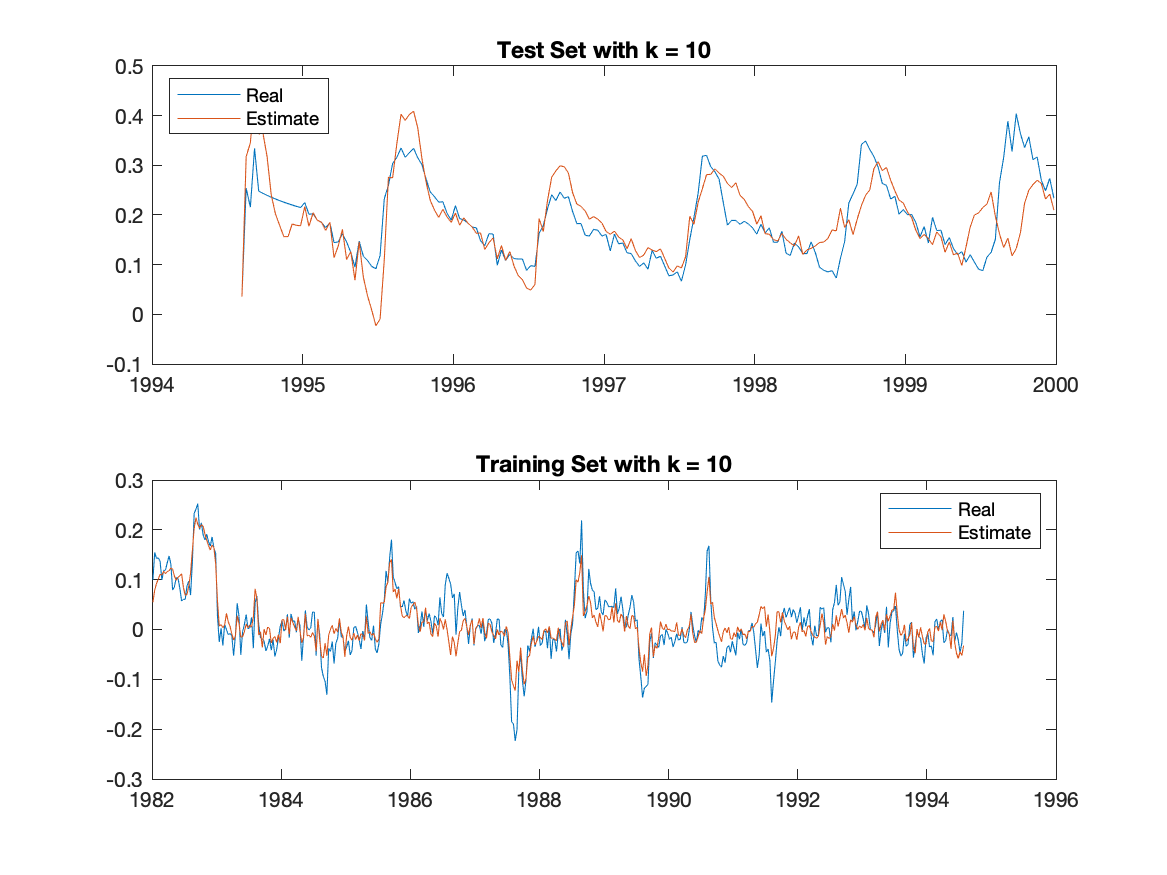 Test Set with k = 10
0.5
0.4
0.3
0.2
0.1
0
-0.1
Real
Estimate
1994 1995 1996 1997 1998 1999 2000
Training Set with k = 10
0.3
0.2
0.1
0
-0.1
-0.2
-0.3
Real
Estimate
1982 1984 1986 1988 1990 1992 1994 1996